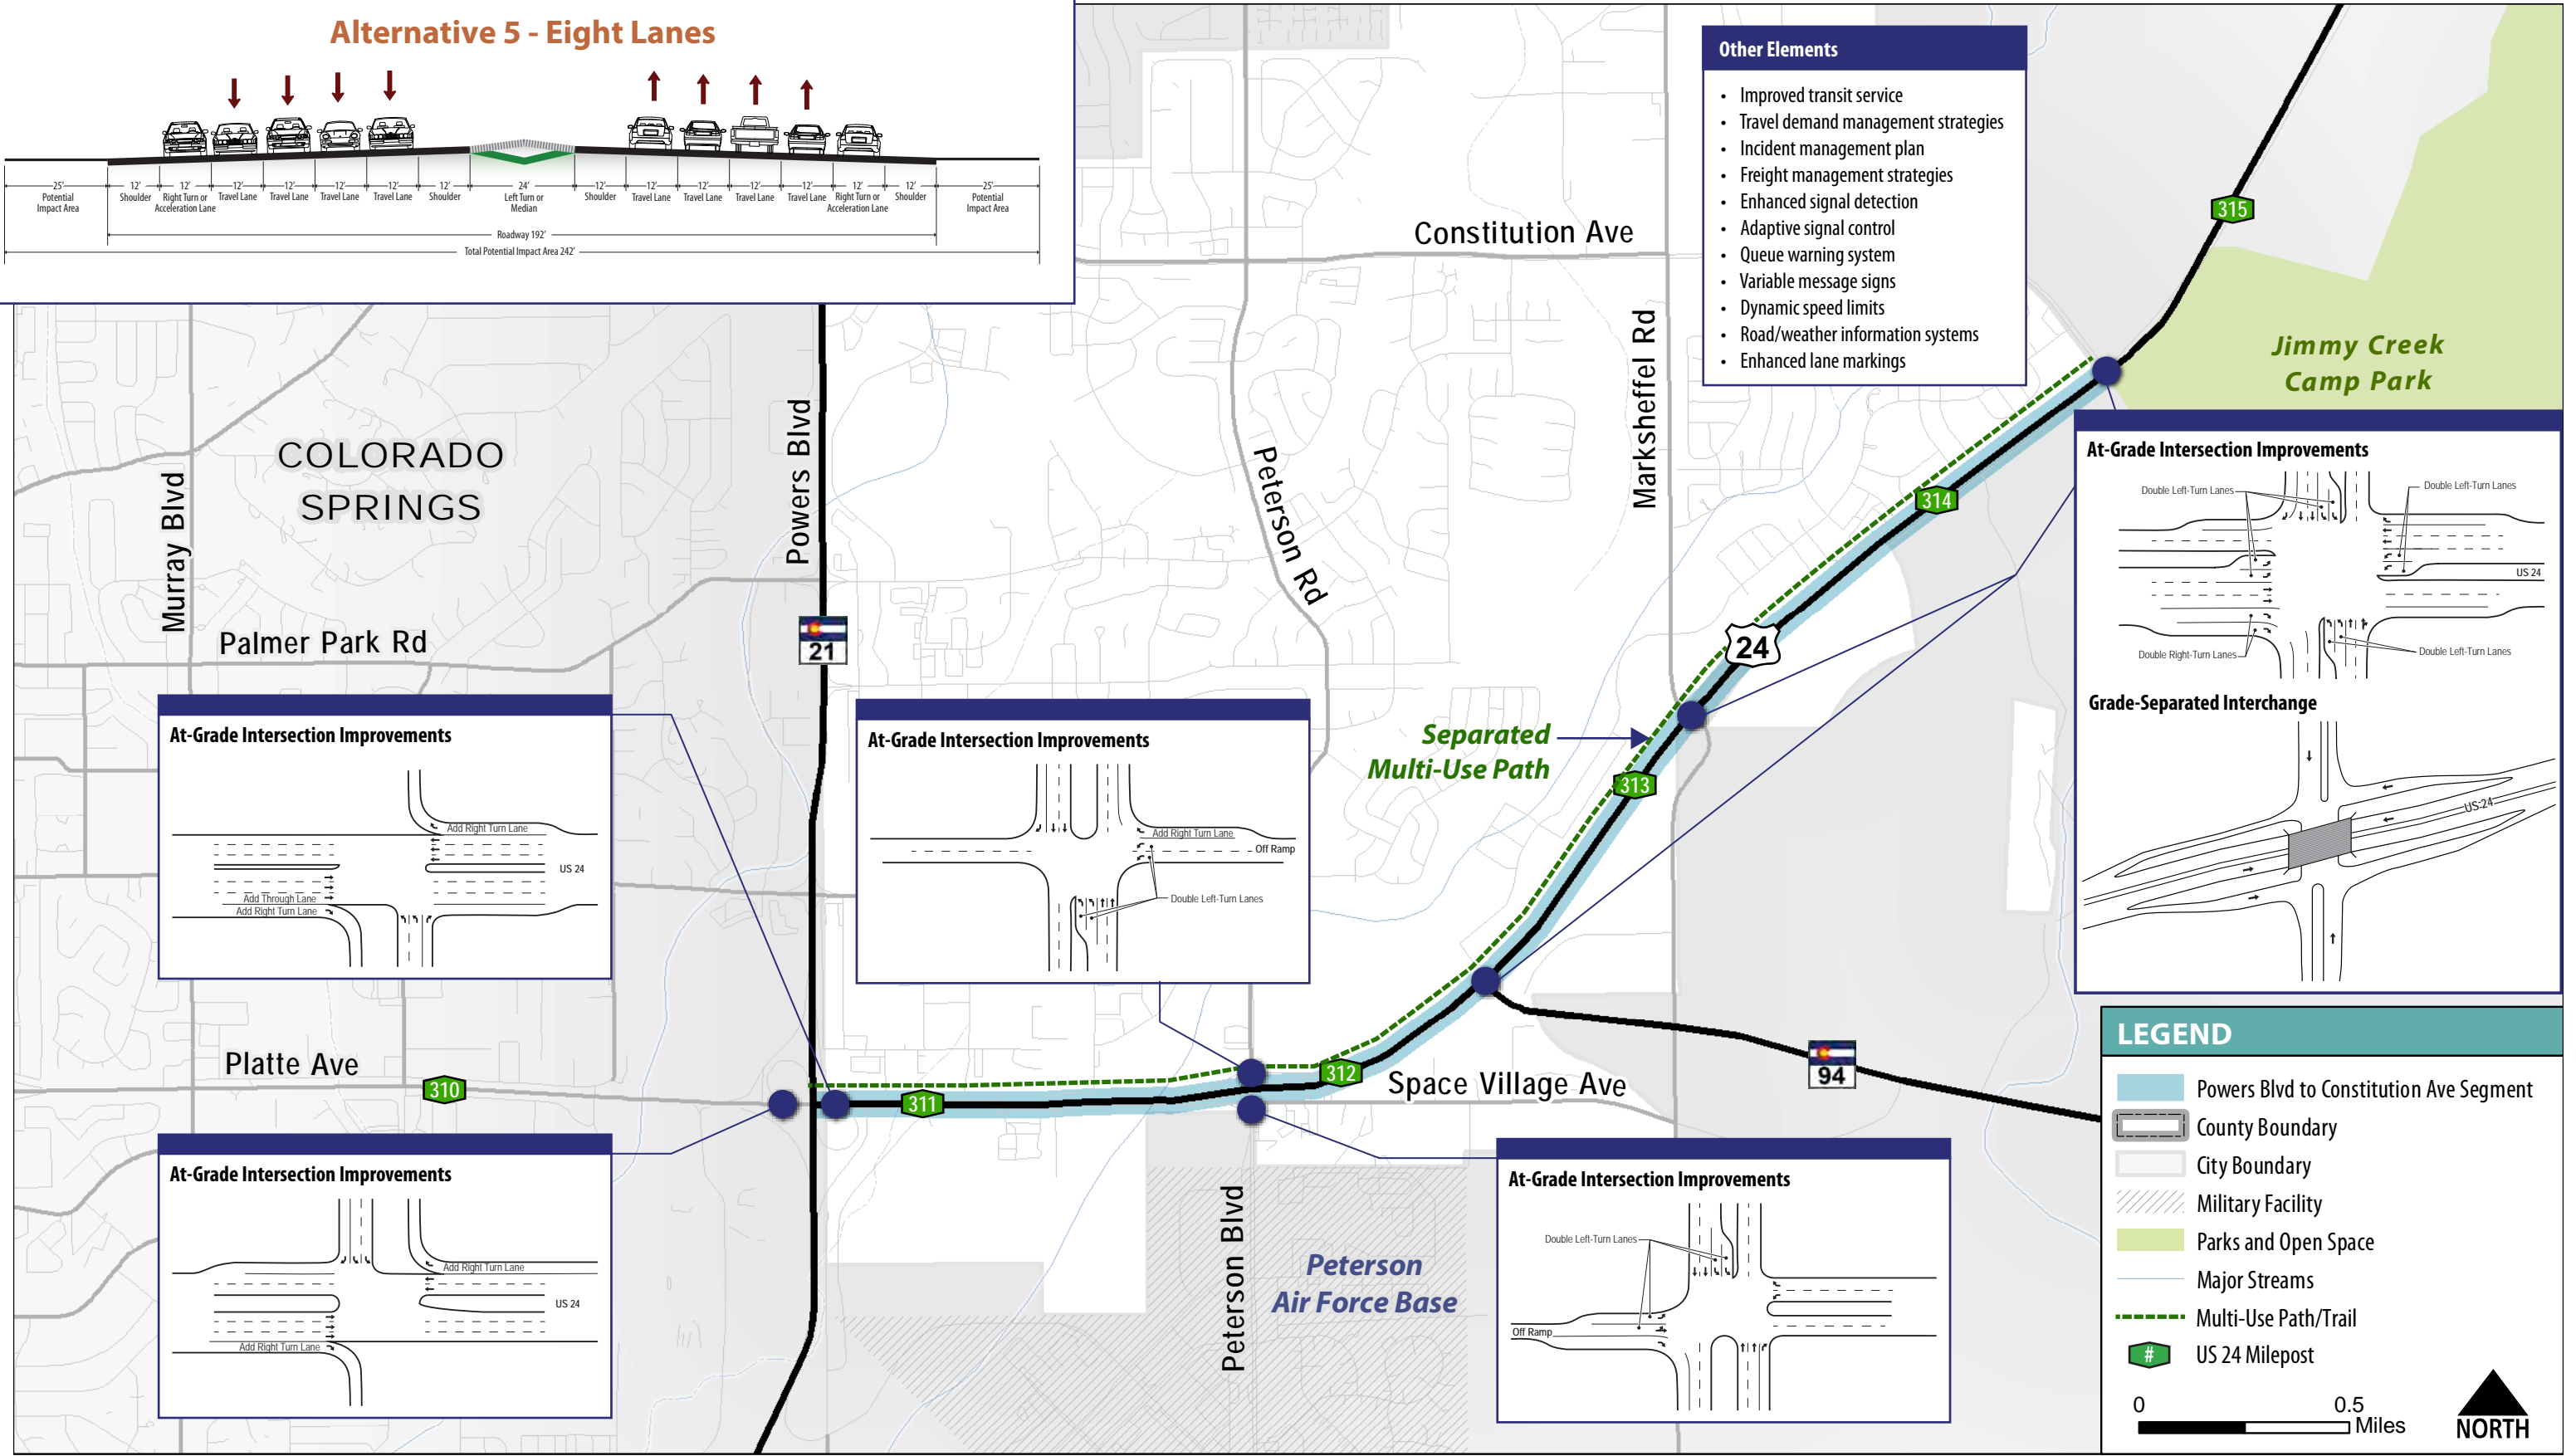 Alternative 5 - Eight Lanes
25' 12' 12' 12' 12' 12' 12' 12' 24' 12' 12' 12' 12' 12' 12' 12' 25'
Potential Impact Area
Shoulder
Right Turn or Acceleration Lane
Travel Lane
Travel Lane
Travel Lane
Travel Lane
Shoulder
Left Turn or Median
Shoulder
Travel Lane
Travel Lane
Travel Lane
Travel Lane
Right Turn or Acceleration Lane
Shoulder
Potential Impact Area
Roadway 192'
Total Potential Impact Area 242'
Other Elements
• Improved transit service
• Travel demand management strategies
• Incident management plan
• Freight management strategies
• Enhanced signal detection
• Adaptive signal control
• Queue warning system
• Variable message signs
• Dynamic speed limits
• Road/weather information systems
• Enhanced lane markings
Constitution Ave
315
Jimmy Creek
Camp Park
COLORADO
SPRINGS
Murray Blvd
Powers Blvd
Peterson Rd
Marksheffel Rd
Palmer Park Rd
21
24
314
Separated
Multi-Use Path
313
At-Grade Intersection Improvements
Double Left-Turn Lanes
Double Left-Turn Lanes
US 24
Double Right-Turn Lanes
Double Left-Turn Lanes
Grade-Separated Interchange
US 24
At-Grade Intersection Improvements
Add Right Turn Lane
US 24
Add Through Lane
Add Right Turn Lane
At-Grade Intersection Improvements
Add Right Turn Lane
Off Ramp
Double Left-Turn Lanes
Platte Ave
310
311
312
Space Village Ave
94
At-Grade Intersection Improvements
Add Right Turn Lane
US 24
Add Right Turn Lane
Peterson Blvd
Peterson
Air Force Base
At-Grade Intersection Improvements
Double Left-Turn Lanes
Off Ramp
LEGEND
Powers Blvd to Constitution Ave Segment
County Boundary
City Boundary
Military Facility
Parks and Open Space
Major Streams
Multi-Use Path/Trail
# US 24 Milepost
0 0.5
Miles
NORTH